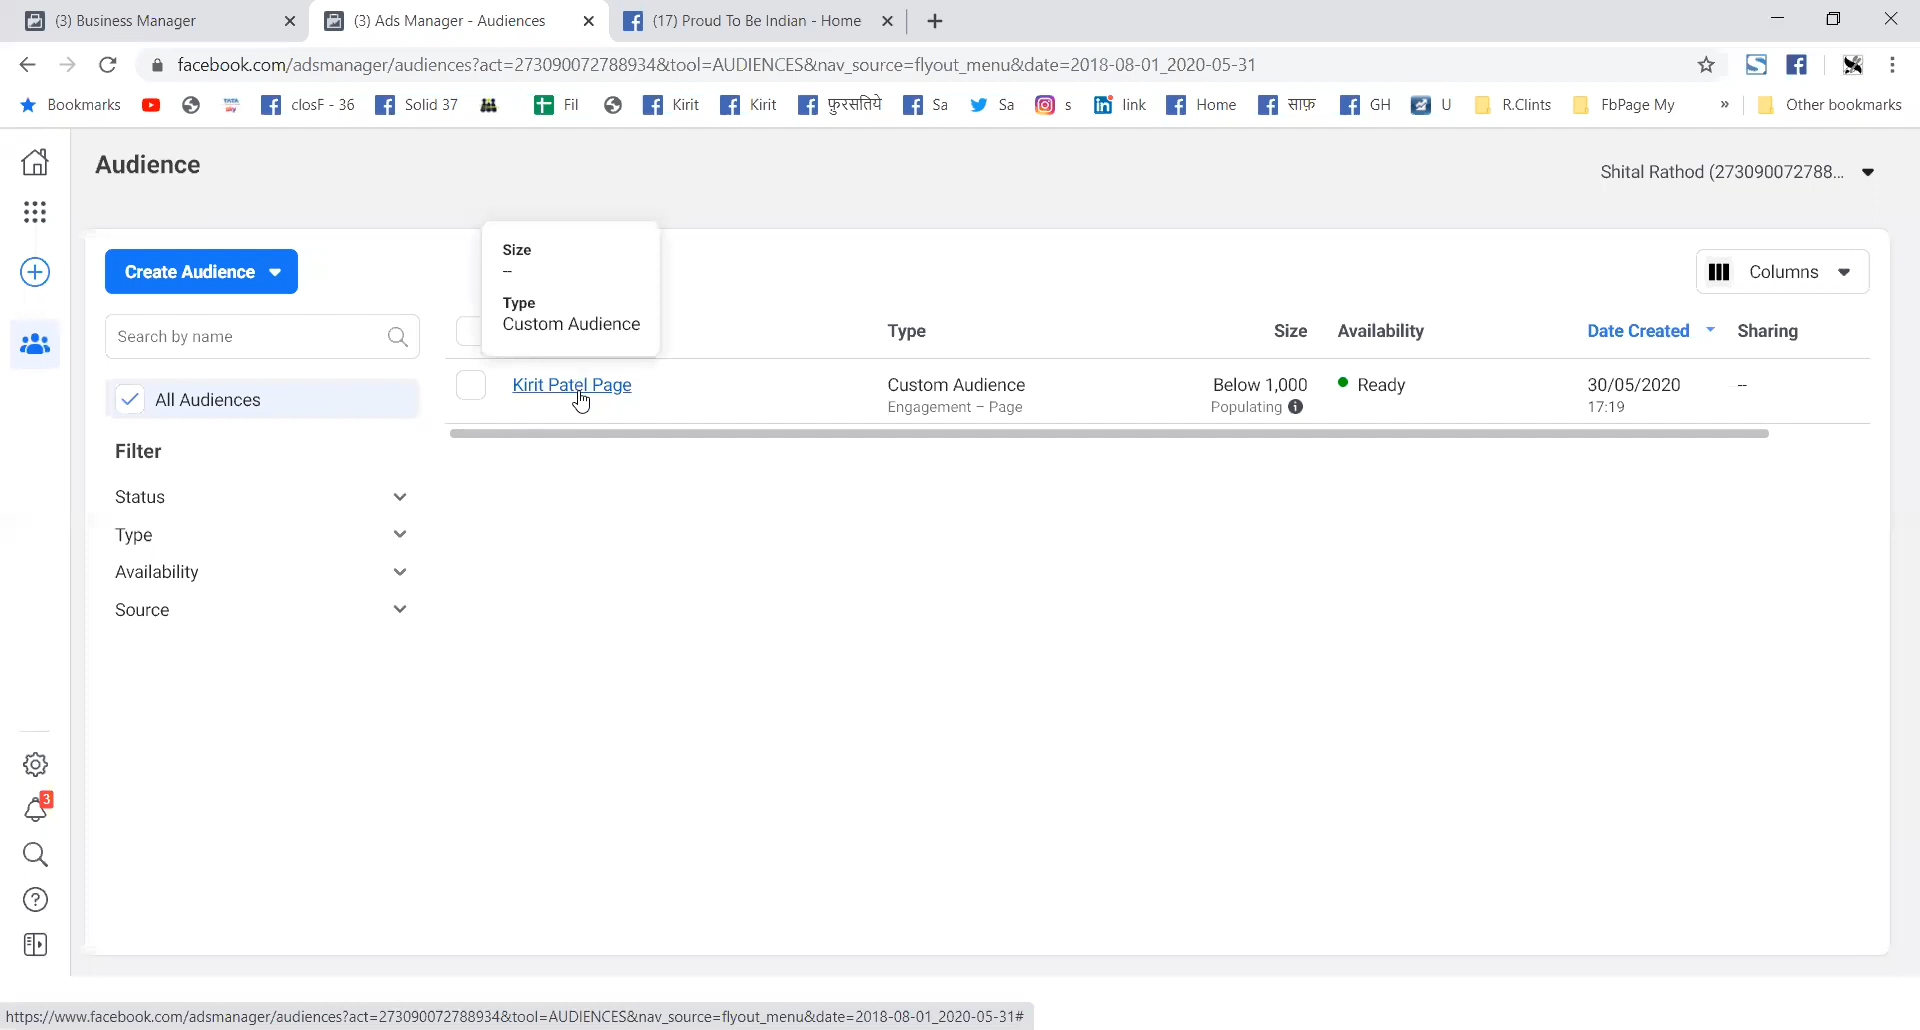 (3) Business Manager
(3) Ads Manager - Audiences
(17) Proud To Be Indian - Home
facebook.com/adsmanager/audiences?act=273090072788934&tool=AUDIENCES&nav_source=flyout_menu&date=2018-08-01_2020-05-31
Bookmarks
closF - 36
Solid 37
Fil
Kirit
Kirit
फ़ुरसतिये
Sa
Sa
s
link
Home
साफ़
GH
U
R.Clints
FbPage My
»
Other bookmarks
Audience
Shital Rathod (273090072788...
Create Audience
Size
--
Type
Custom Audience
Columns
Search by name
Type
Size
Availability
Date Created
Sharing
All Audiences
Kirit Patel Page
Custom Audience
Engagement – Page
Below 1,000
Populating
Ready
30/05/2020
17:19
--
Filter
Status
Type
Availability
Source
3
https://www.facebook.com/adsmanager/audiences?act=273090072788934&tool=AUDIENCES&nav_source=flyout_menu&date=2018-08-01_2020-05-31#